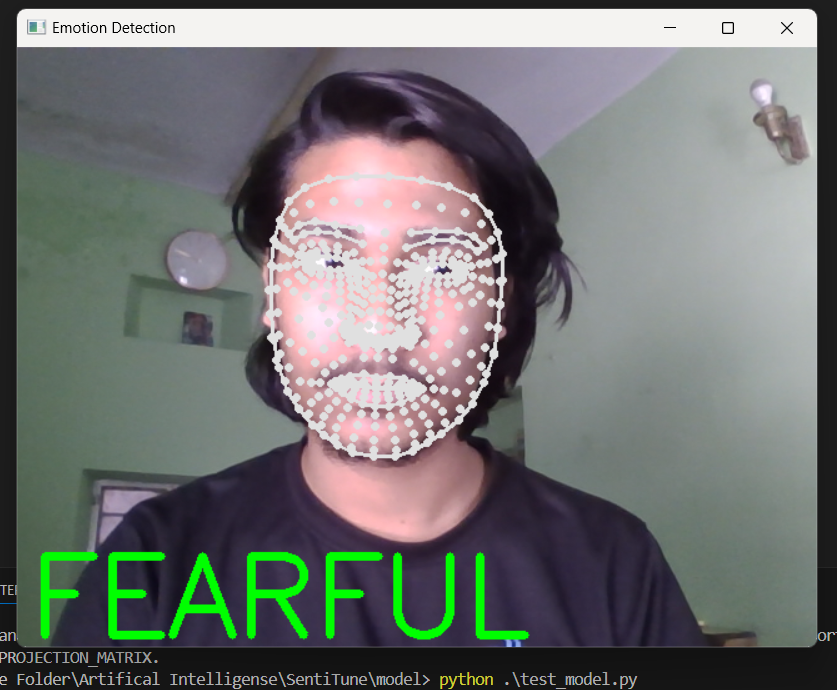 Emotion Detection
FEARFUL
PROJECTION_MATRIX.
e Folder\Artifical Intelligense\SentiTune\model> python .\test_model.py